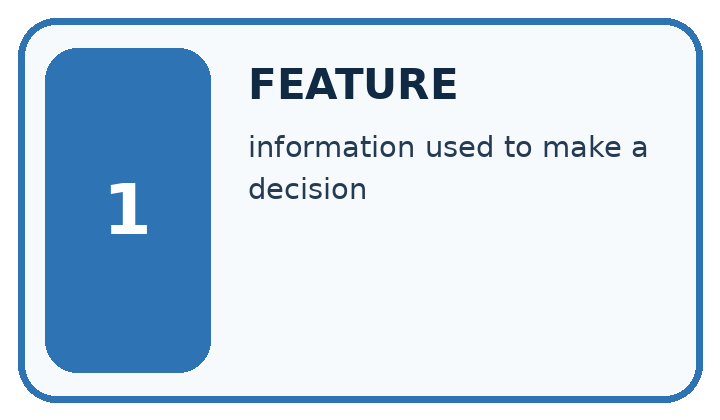 1
FEATURE
information used to make a
decision